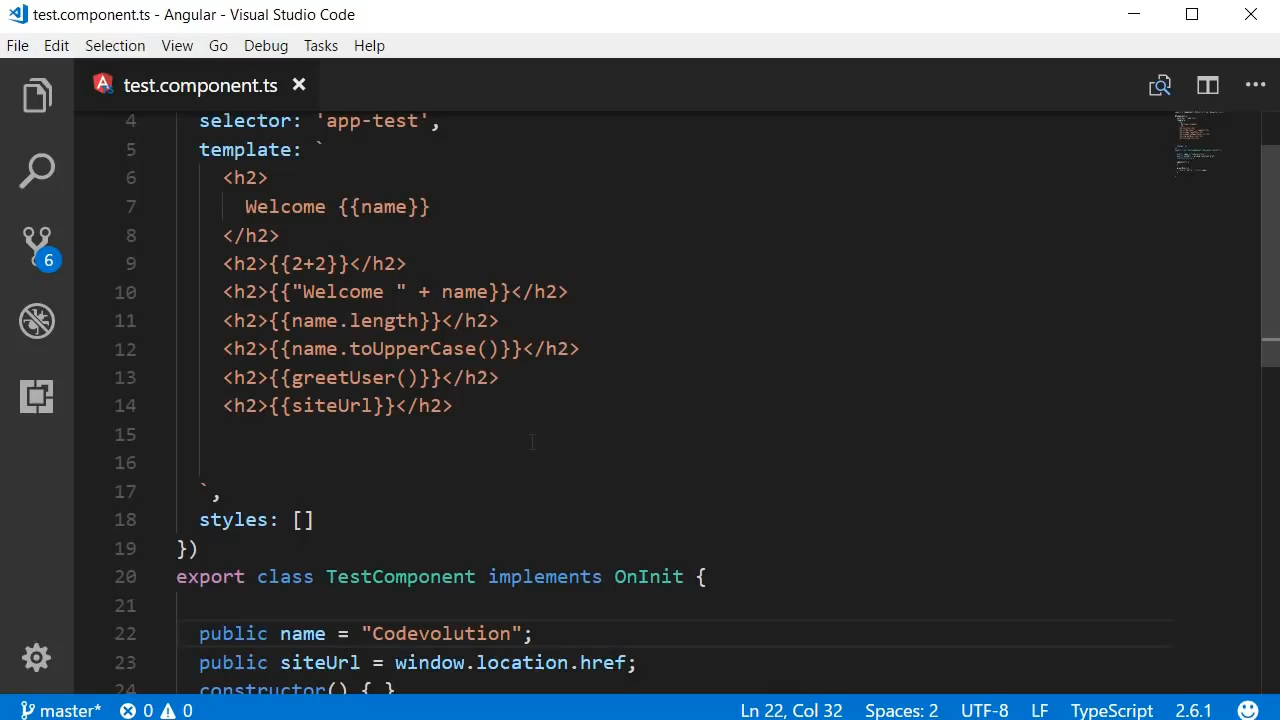 test.component.ts - Angular - Visual Studio Code
File Edit Selection View Go Debug Tasks Help
test.component.ts
4 selector: 'app-test',
5 template: `
6 <h2>
7 Welcome {{name}}
8 </h2>
9 <h2>{{2+2}}</h2>
10 <h2>{{"Welcome " + name}}</h2>
11 <h2>{{name.length}}</h2>
12 <h2>{{name.toUpperCase()}}</h2>
13 <h2>{{greetUser()}}</h2>
14 <h2>{{siteUrl}}</h2>
15
16
17 `,
18 styles: []
19 })
20 export class TestComponent implements OnInit {
21
22 public name = "Codevolution";
23 public siteUrl = window.location.href;
24 constructor() { }
6
master* 0 0 Ln 22, Col 32 Spaces: 2 UTF-8 LF TypeScript 2.6.1